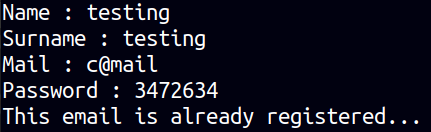 Name : testing
Surname : testing
Mail : c@mail
Password : 3472634
This email is already registered...